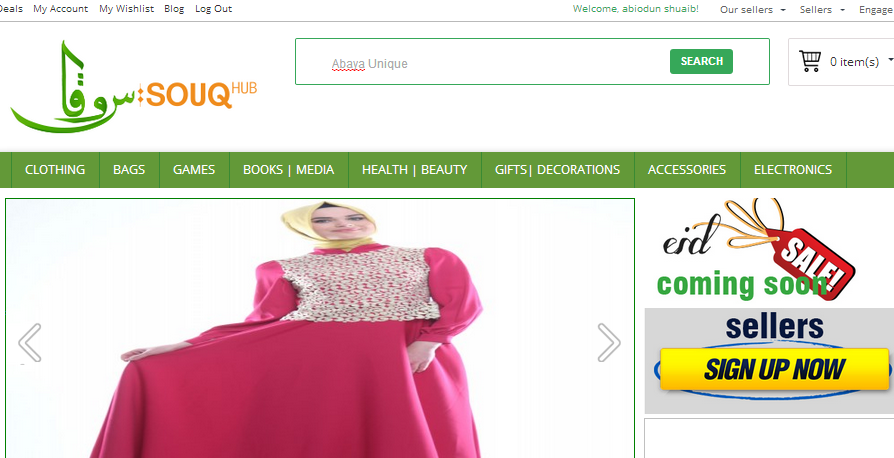 Deals My Account My Wishlist Blog Log Out Welcome, abiodun shuaib! Our sellers Sellers Engage
Abaya Unique SEARCH 0 item(s)
سوق :SOUQ HUB
CLOTHING BAGS GAMES BOOKS | MEDIA HEALTH | BEAUTY GIFTS| DECORATIONS ACCESSORIES ELECTRONICS
eid SALE!
coming soon
sellers
SIGN UP NOW